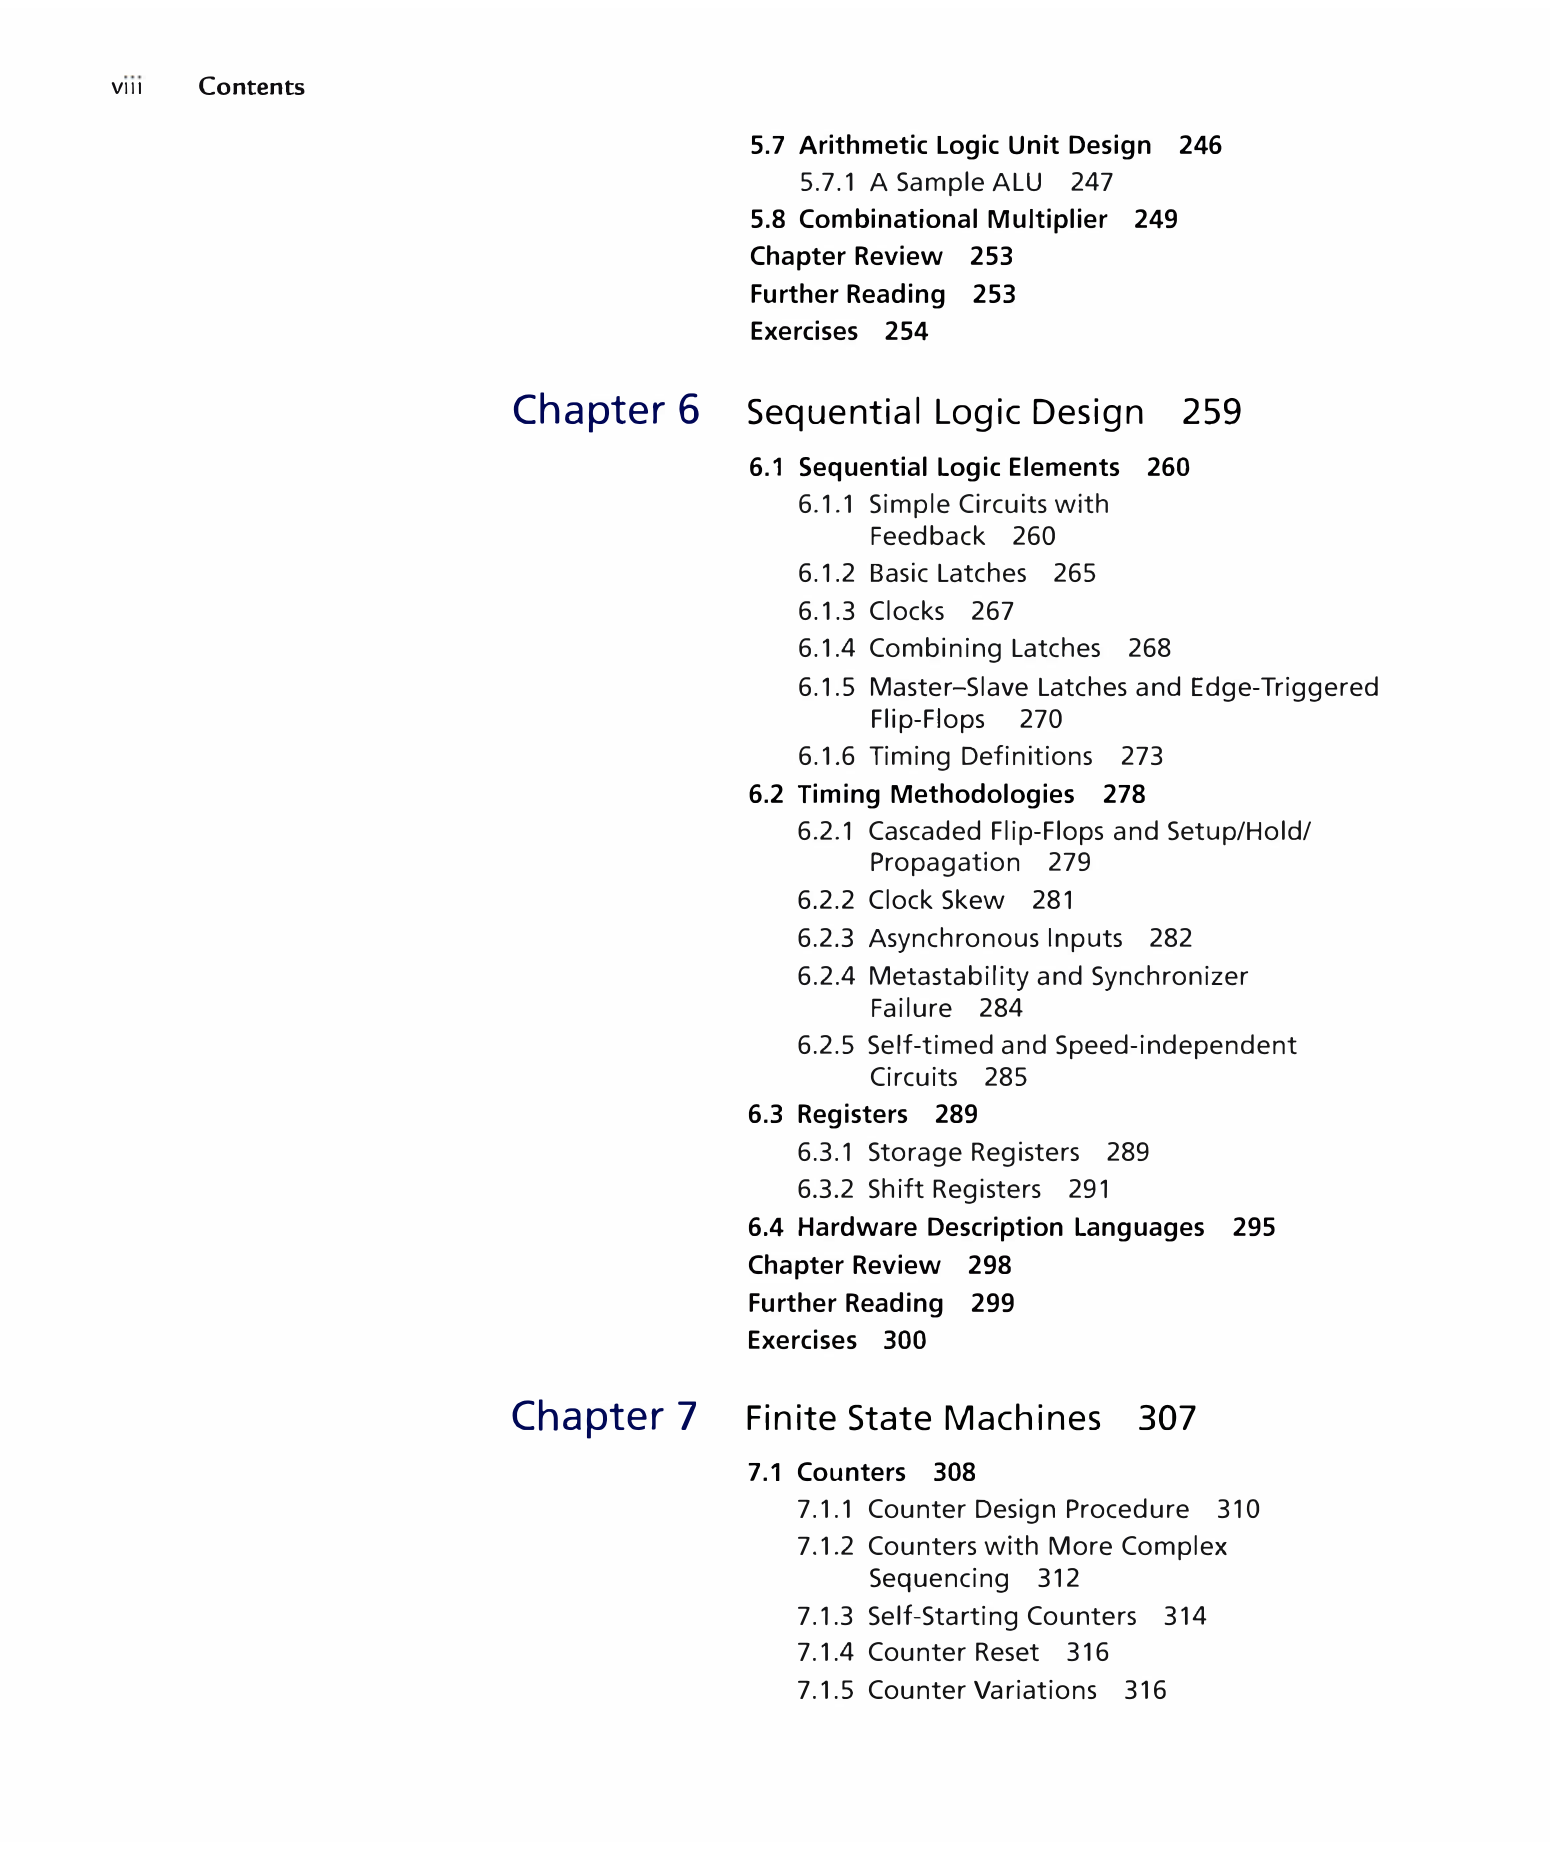 viii Contents
5.7 Arithmetic Logic Unit Design 246
5.7.1 A Sample ALU 247
5.8 Combinational Multiplier 249
Chapter Review 253
Further Reading 253
Exercises 254
Chapter 6 Sequential Logic Design 259
6.1 Sequential Logic Elements 260
6.1.1 Simple Circuits with
Feedback 260
6.1.2 Basic Latches 265
6.1.3 Clocks 267
6.1.4 Combining Latches 268
6.1.5 Master–Slave Latches and Edge-Triggered
Flip-Flops 270
6.1.6 Timing Definitions 273
6.2 Timing Methodologies 278
6.2.1 Cascaded Flip-Flops and Setup/Hold/
Propagation 279
6.2.2 Clock Skew 281
6.2.3 Asynchronous Inputs 282
6.2.4 Metastability and Synchronizer
Failure 284
6.2.5 Self-timed and Speed-independent
Circuits 285
6.3 Registers 289
6.3.1 Storage Registers 289
6.3.2 Shift Registers 291
6.4 Hardware Description Languages 295
Chapter Review 298
Further Reading 299
Exercises 300
Chapter 7 Finite State Machines 307
7.1 Counters 308
7.1.1 Counter Design Procedure 310
7.1.2 Counters with More Complex
Sequencing 312
7.1.3 Self-Starting Counters 314
7.1.4 Counter Reset 316
7.1.5 Counter Variations 316